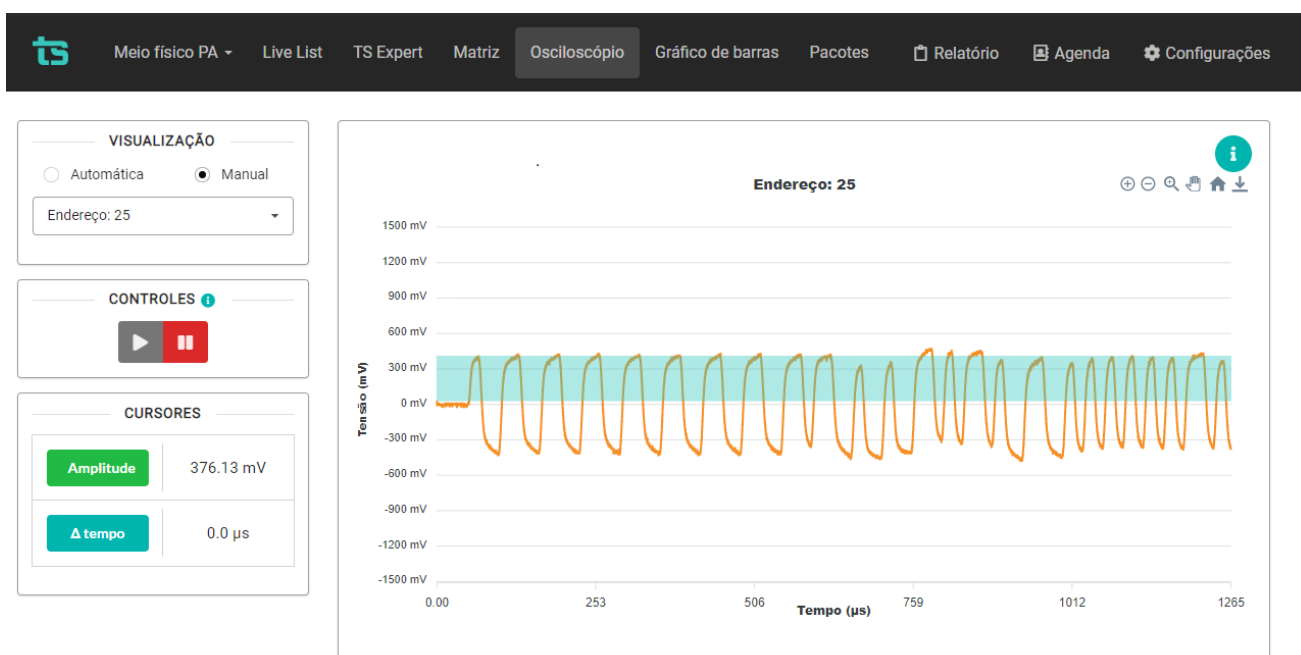 ts Meio físico PA Live List TS Expert Matriz Osciloscópio Gráfico de barras Pacotes Relatório Agenda Configurações
VISUALIZAÇÃO
Automática Manual
Endereço: 25
CONTROLES i
CURSORES
Amplitude 376.13 mV
Δ tempo 0.0 µs
i
Endereço: 25
1500 mV
1200 mV
900 mV
600 mV
300 mV
0 mV
-300 mV
-600 mV
-900 mV
-1200 mV
-1500 mV
Tensão (mV)
0.00 253 506 759 1012 1265
Tempo (µs)